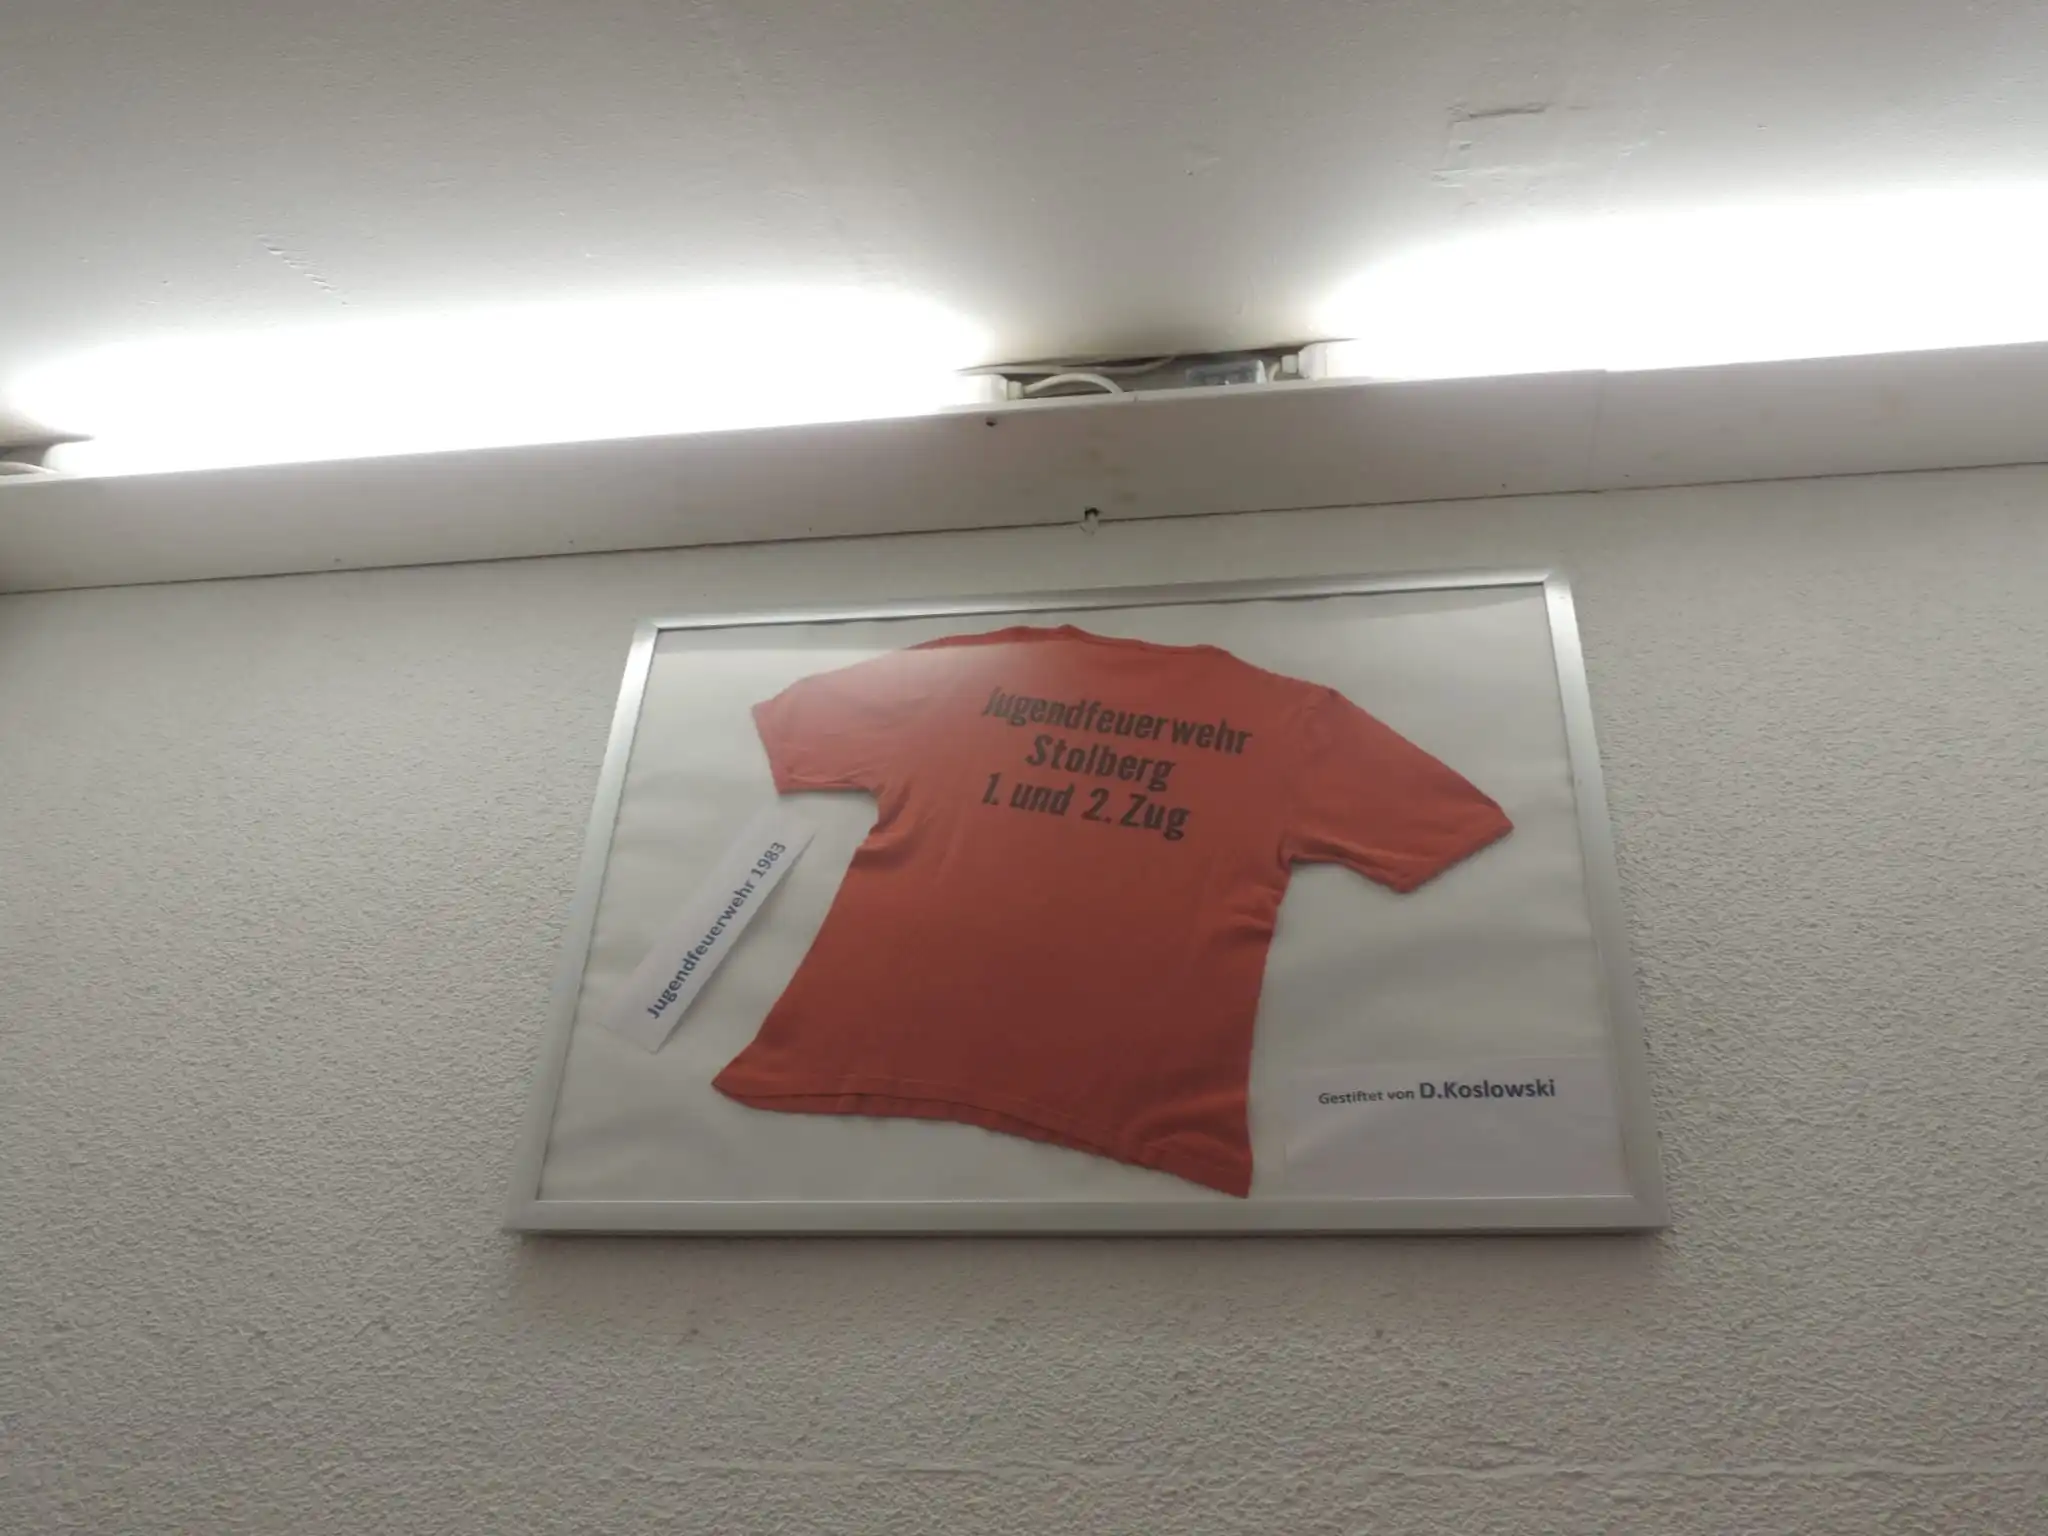 Jugendfeuerwehr
Stolberg
1. und 2. Zug
Jugendfeuerwehr 1983
Gestiftet von D.Koslowski